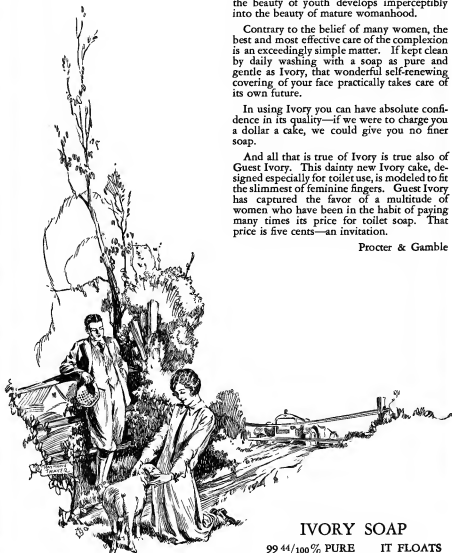 the beauty of youth develops imperceptibly
into the beauty of mature womanhood.
Contrary to the belief of many women, the
best and most effective care of the complexion
is an exceedingly simple matter. If kept clean
by daily washing with a soap as pure and
gentle as Ivory, that wonderful self-renewing
covering of your face practically takes care of
its own future.
In using Ivory you can have absolute confi-
dence in its quality—if we were to charge you
a dollar a cake, we could give you no finer
soap.
And all that is true of Ivory is true also of
Guest Ivory. This dainty new Ivory cake, de-
signed especially for toilet use, is modeled to fit
the slimmest of feminine fingers. Guest Ivory
has captured the favor of a multitude of
women who have been in the habit of paying
many times its price for toilet soap. That
price is five cents—an invitation.
Procter & Gamble
IVORY SOAP
99 44/100 % PURE IT FLOATS